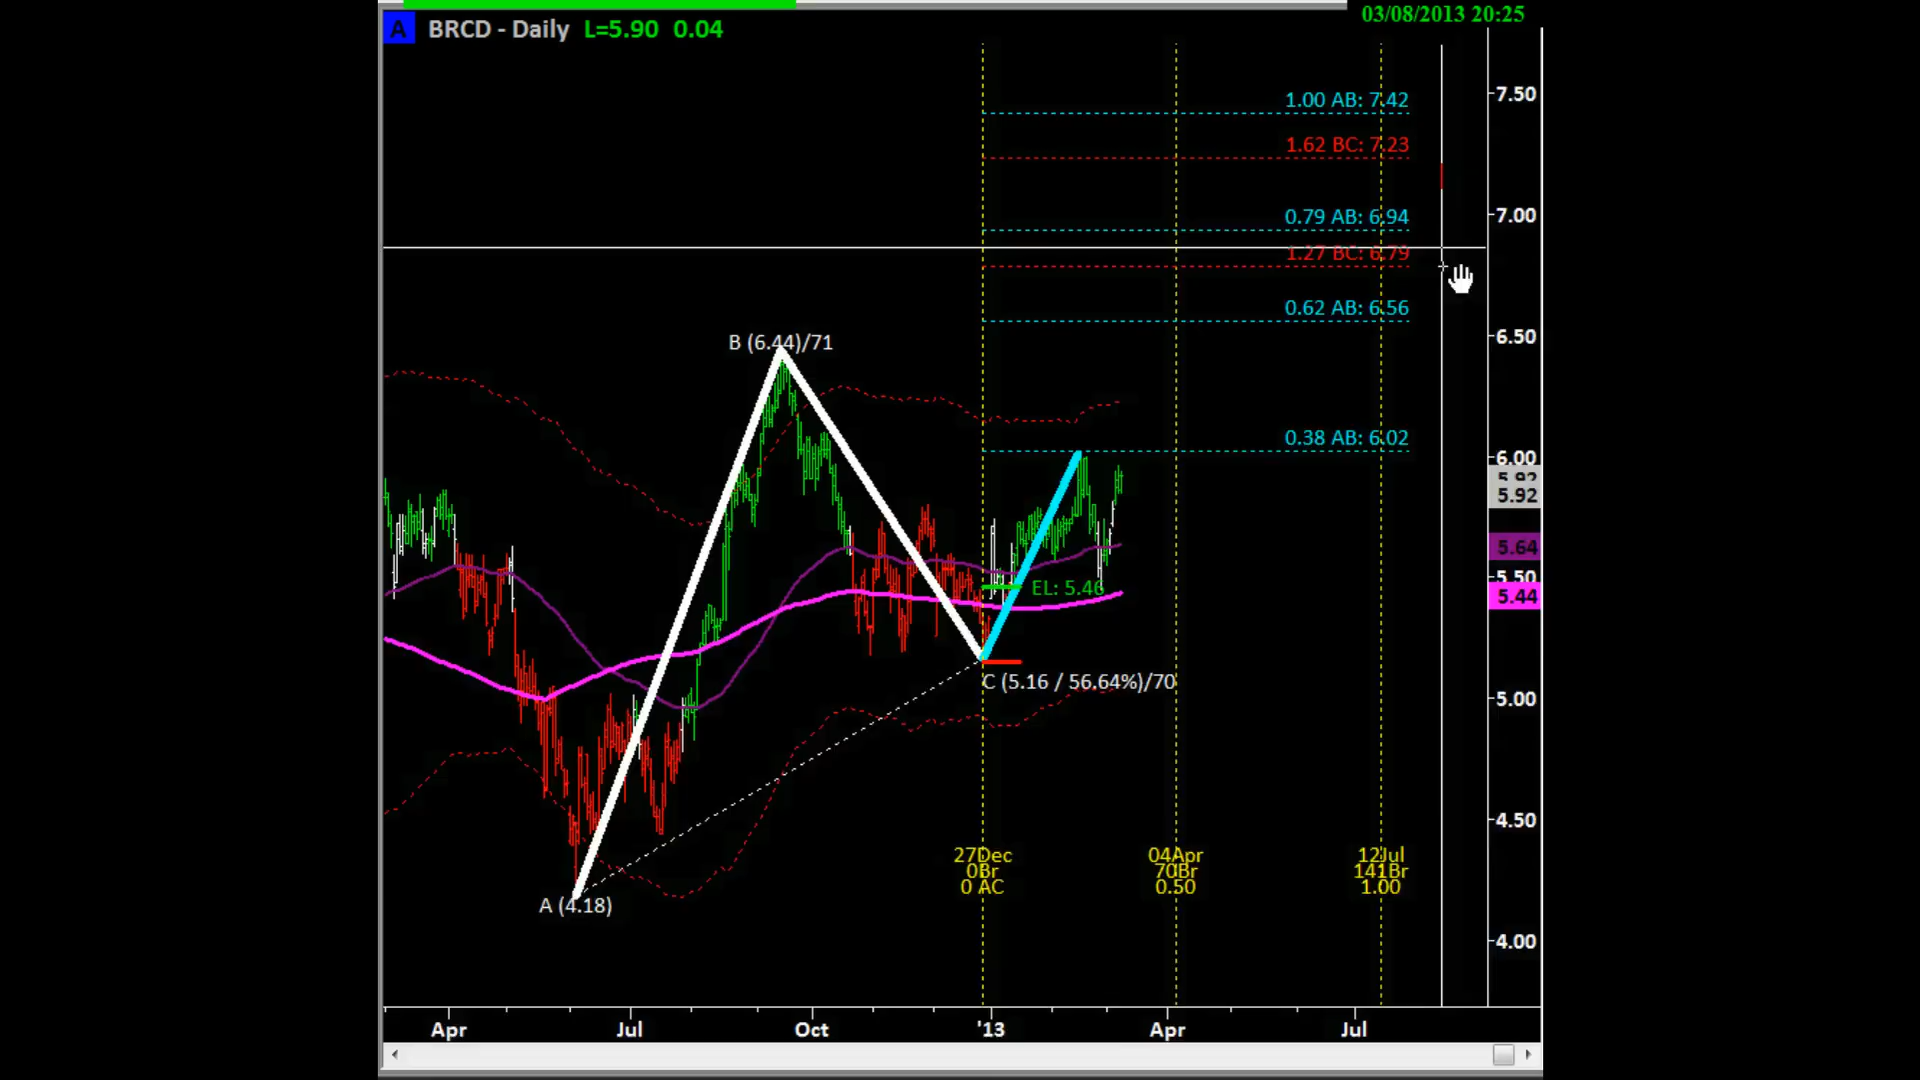 03/08/2013 20:25
A BRCD - Daily L=5.90 0.04
7.50
1.00 AB: 7.42
1.62 BC: 7.23
7.00
0.79 AB: 6.94
1.27 BC: 6.79
0.62 AB: 6.56
6.50
B (6.44)/71
0.38 AB: 6.02
6.00
5.92
5.92
5.64
5.50
EL: 5.46
5.44
C (5.16 / 56.64%)/70
5.00
4.50
27Dec
0Br
0 AC
04Apr
70Br
0.50
12Jul
141Br
1.00
A (4.18)
4.00
Apr Jul Oct '13 Apr Jul